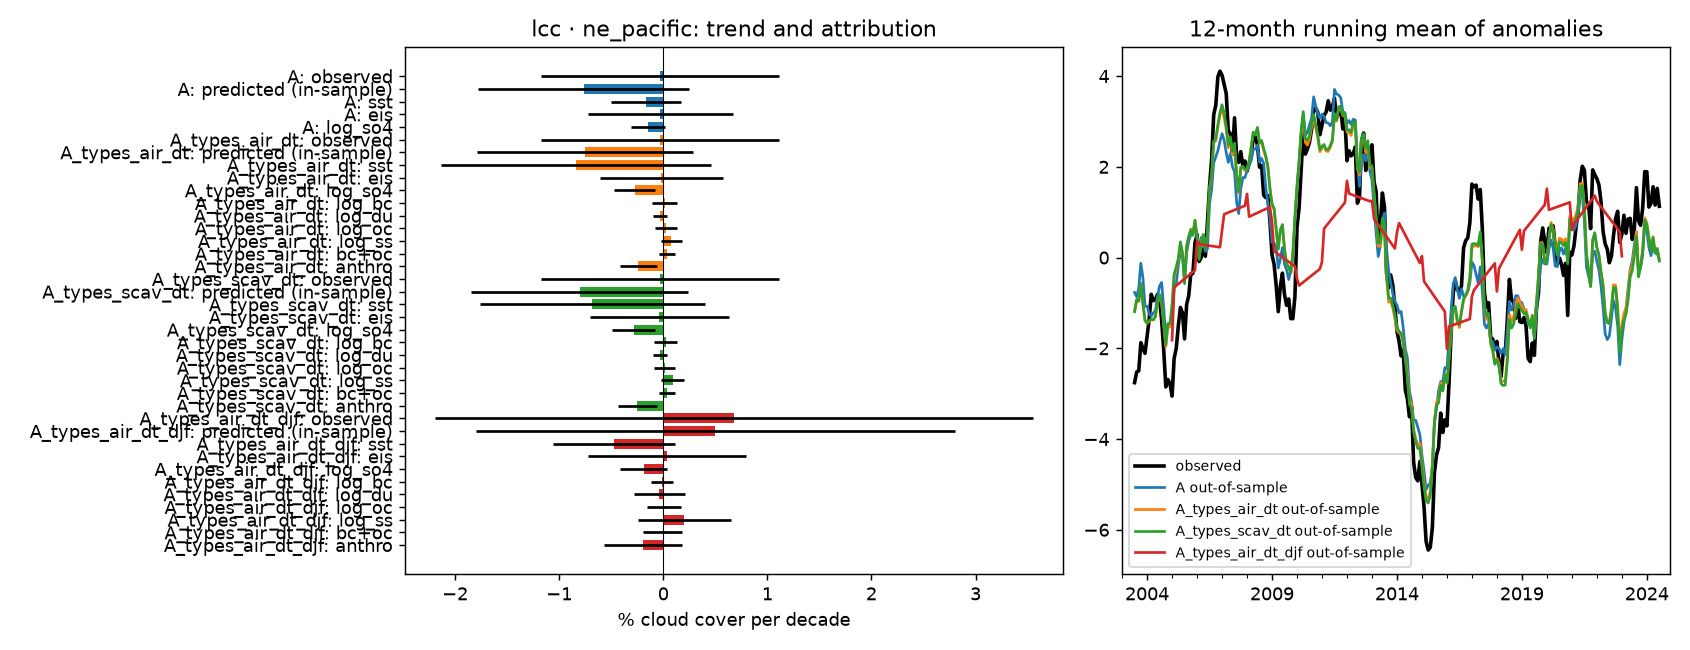 lcc · ne_pacific: trend and attribution
A: observed
A: predicted (in-sample)
A: sst
A: eis
A: log_so4
A_types_air_dt: observed
A_types_air_dt: predicted (in-sample)
A_types_air_dt: sst
A_types_air_dt: eis
A_types_air_dt: log_so4
A_types_air_dt: log_bc
A_types_air_dt: log_du
A_types_air_dt: log_oc
A_types_air_dt: log_ss
A_types_air_dt: bc+oc
A_types_air_dt: anthro
A_types_scav_dt: observed
A_types_scav_dt: predicted (in-sample)
A_types_scav_dt: sst
A_types_scav_dt: eis
A_types_scav_dt: log_so4
A_types_scav_dt: log_bc
A_types_scav_dt: log_du
A_types_scav_dt: log_oc
A_types_scav_dt: log_ss
A_types_scav_dt: bc+oc
A_types_scav_dt: anthro
A_types_air_dt_djf: observed
A_types_air_dt_djf: predicted (in-sample)
A_types_air_dt_djf: sst
A_types_air_dt_djf: eis
A_types_air_dt_djf: log_so4
A_types_air_dt_djf: log_bc
A_types_air_dt_djf: log_du
A_types_air_dt_djf: log_oc
A_types_air_dt_djf: log_ss
A_types_air_dt_djf: bc+oc
A_types_air_dt_djf: anthro
−2 −1 0 1 2 3
% cloud cover per decade
12-month running mean of anomalies
4
2
0
−2
−4
−6
observed
A out-of-sample
A_types_air_dt out-of-sample
A_types_scav_dt out-of-sample
A_types_air_dt_djf out-of-sample
2004 2009 2014 2019 2024